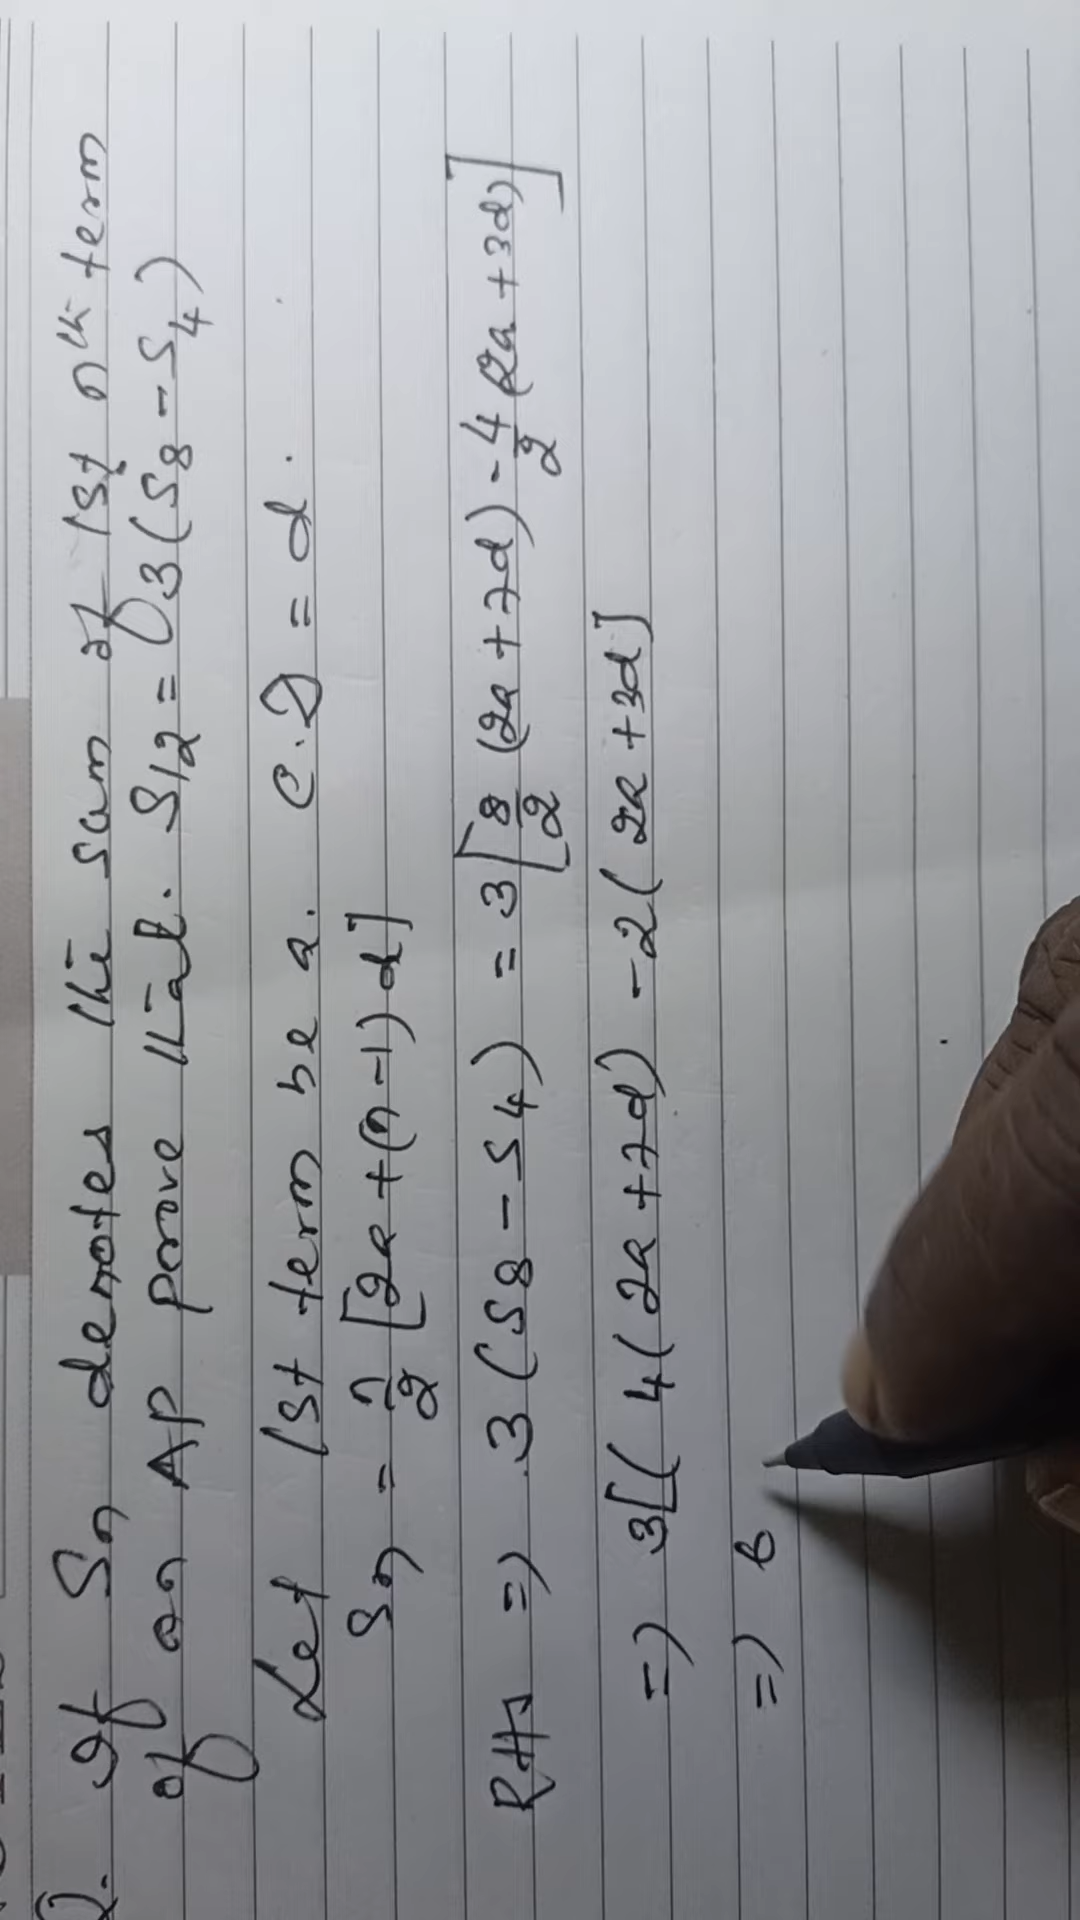 Q. If Sn denotes the sum of 1st nth term
of an AP prove that. S12 = 3(S8 - S4)
Let 1st term be a. C.D = d.
Sn = n/2 [2a + (n-1)d]
RHS => 3(S8 - S4) = 3[8/2 (2a + 7d) - 4/2 (2a + 3d)]
=> 3[(4(2a + 7d) - 2(2a + 3d]
=> 6